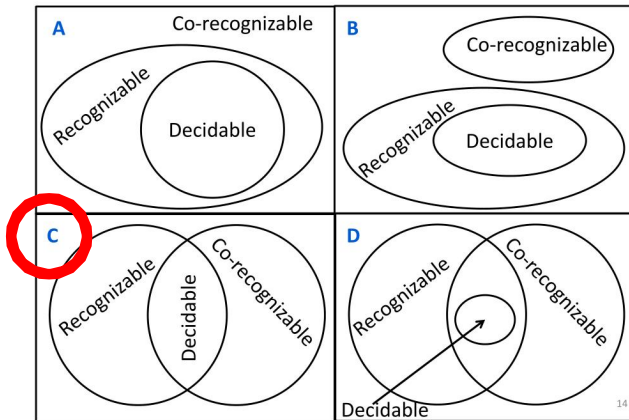 A
Co-recognizable
Recognizable
Decidable
B
Co-recognizable
Recognizable
Decidable
C
Recognizable
Decidable
Co-recognizable
D
Recognizable
Co-recognizable
Decidable
14